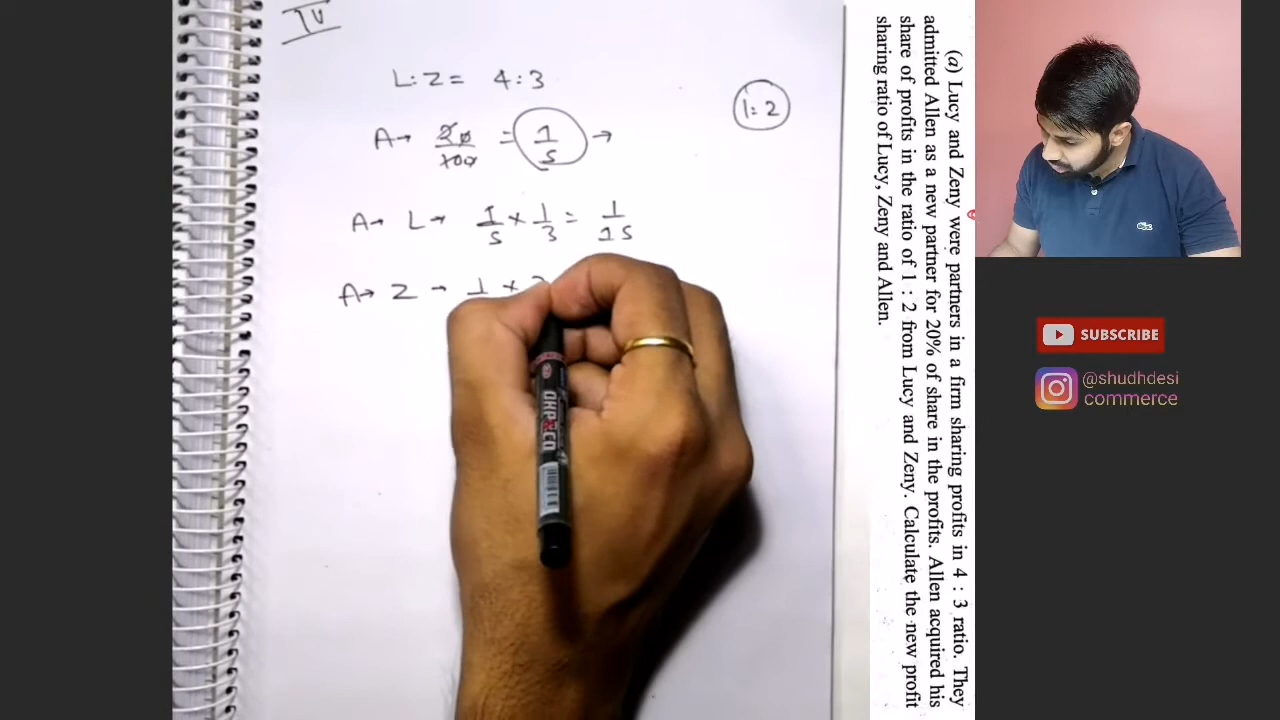 IV
L:Z = 4:3
1:2
A→ 20/100 = 1/5 →
A→ L→ 1/5 × 1/3 = 1/15
A→ Z → 1 ×
(a) Lucy and Zeny were partners in a firm sharing profits in 4 : 3 ratio. They
admitted Allen as a new partner for 20% of share in the profits. Allen acquired his
share of profits in the ratio of 1 : 2 from Lucy and Zeny. Calculate the new profit
sharing ratio of Lucy, Zeny and Allen.
SUBSCRIBE
@shudhdesi
commerce